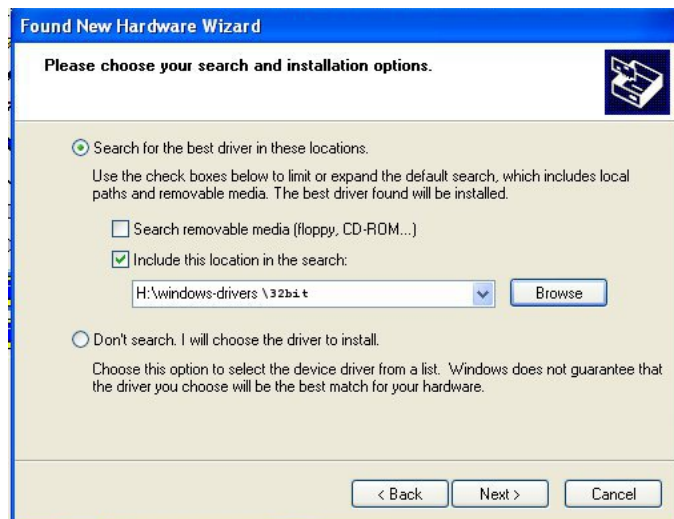 Found New Hardware Wizard
Please choose your search and installation options.
Search for the best driver in these locations.
Use the check boxes below to limit or expand the default search, which includes local
paths and removable media. The best driver found will be installed.
Search removable media (floppy, CD-ROM...)
Include this location in the search:
H:\windows-drivers \32bit
Browse
Don't search. I will choose the driver to install.
Choose this option to select the device driver from a list. Windows does not guarantee that
the driver you choose will be the best match for your hardware.
< Back Next > Cancel